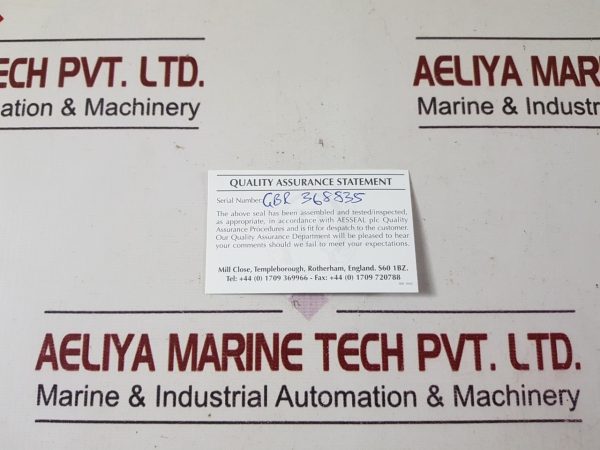 ECH PVT. LTD.
ation & Machinery
AELIYA MAR
Marine & Industr
QUALITY ASSURANCE STATEMENT
Serial Number GBR 368835
The above seal has been assembled and tested/inspected,
as appropriate, in accordance with AESSEAL plc Quality
Assurance Procedures and is fit for despatch to the customer.
Our Quality Assurance Department will be pleased to hear
your comments should we fail to meet your expectations.
Mill Close, Templeborough, Rotherham, England. S60 1BZ.
Tel: +44 (0) 1709 369966 - Fax: +44 (0) 1709 720788
AELIYA MARINE TECH PVT. LTD.
Marine & Industrial Automation & Machinery